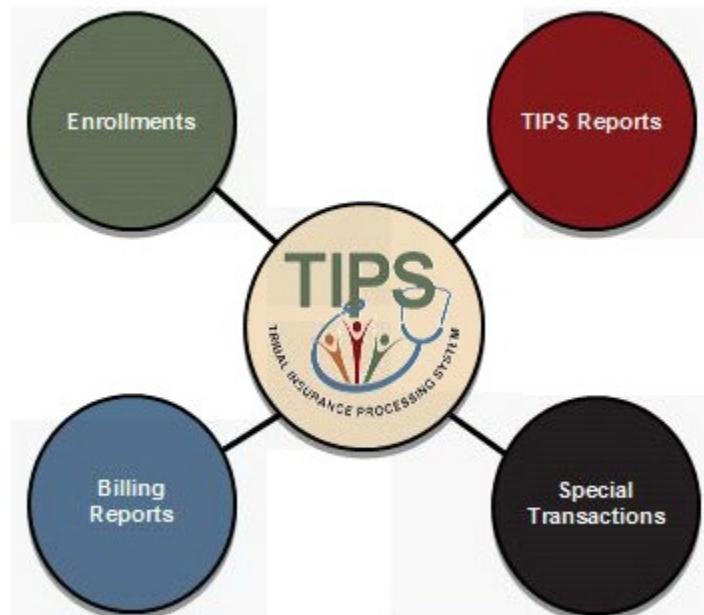 Enrollments
TIPS Reports
TIPS
TRIBAL INSURANCE PROCESSING SYSTEM
Billing
Reports
Special
Transactions